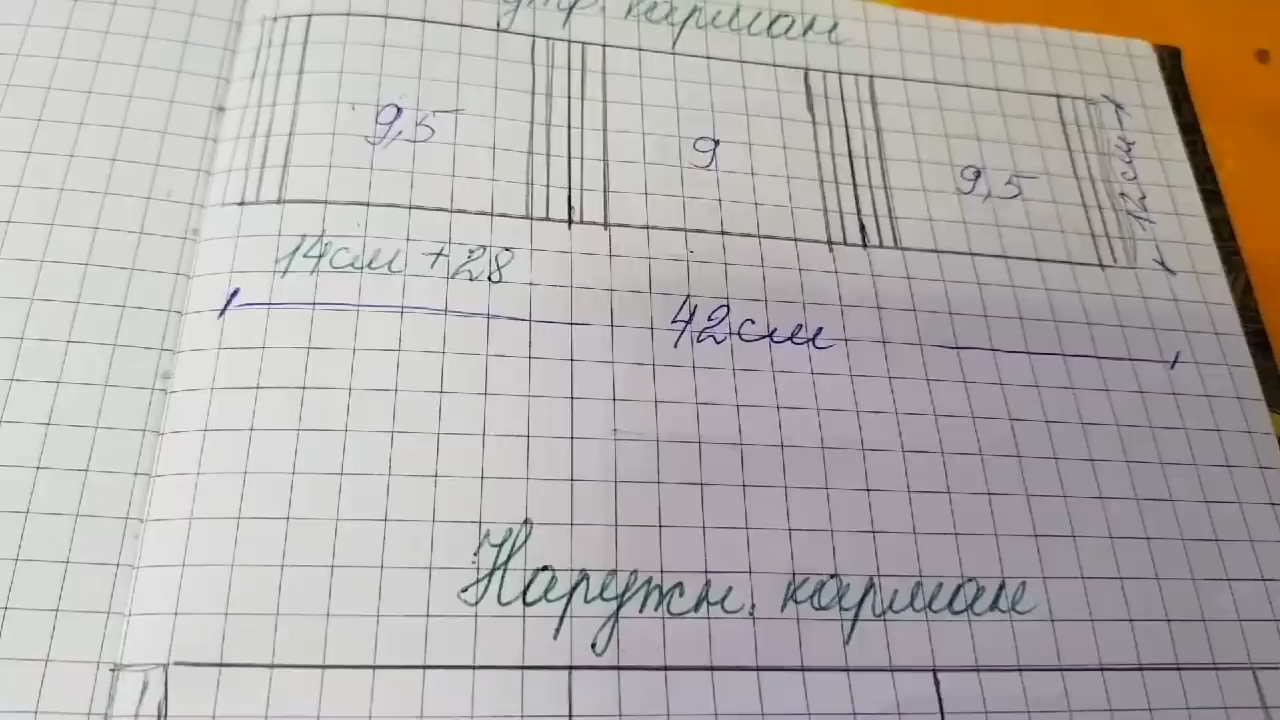 карман
9,5
9
9,5
12см
14см +28
42см
Наружн. карман